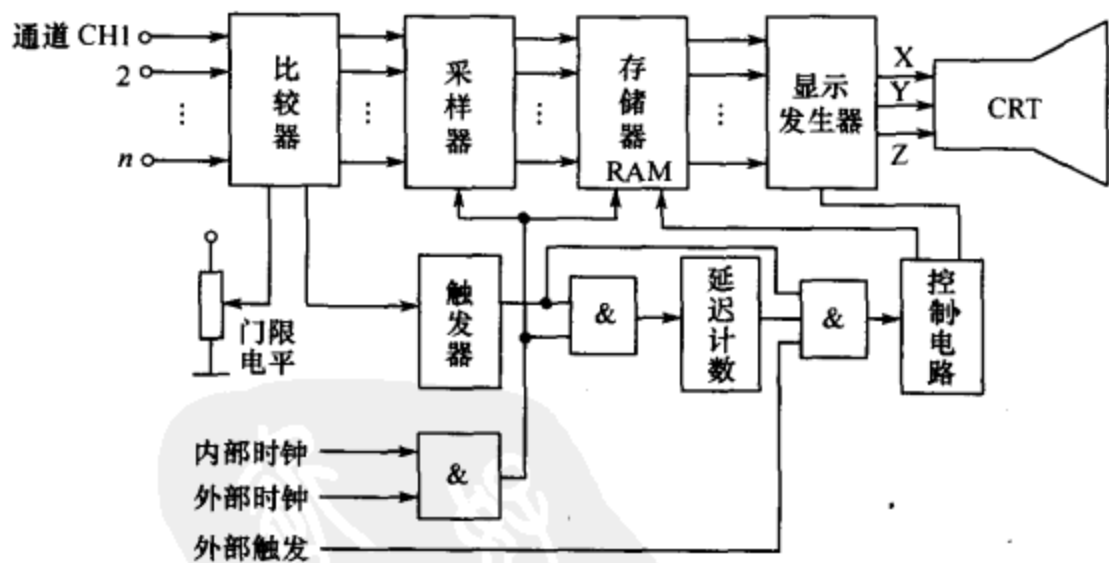 通道 CH1
2
⋮
n
比较器
⋮
采样器
⋮
存储器
RAM
⋮
显示发生器
X
Y
Z
CRT
门限电平
触发器
&
延迟计数
&
控制电路
内部时钟
外部时钟
&
外部触发